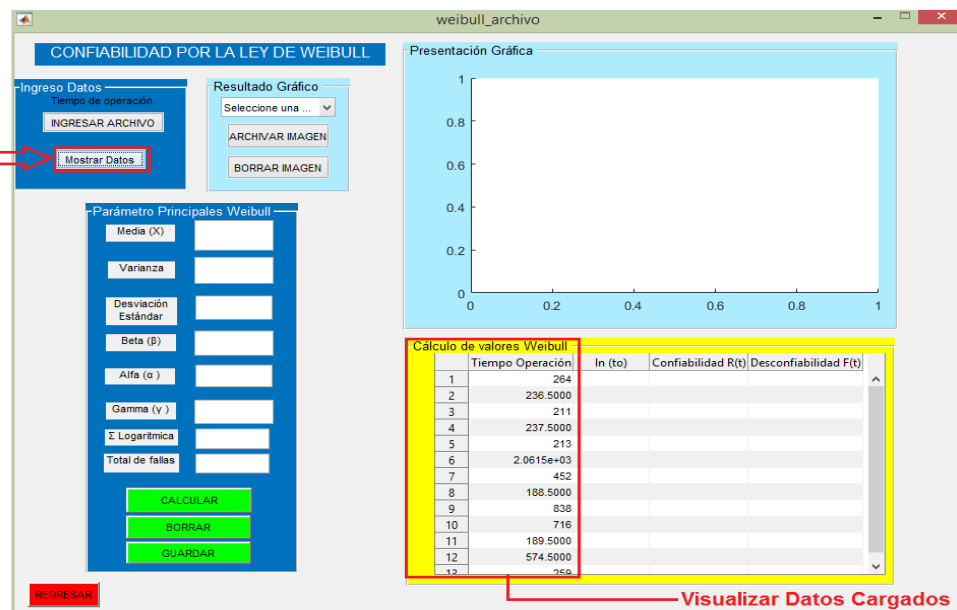 weibull_archivo
CONFIABILIDAD POR LA LEY DE WEIBULL
Ingreso Datos
Tiempo de operación
INGRESAR ARCHIVO
Mostrar Datos
Resultado Gráfico
Seleccione una ...
ARCHIVAR IMAGEN
BORRAR IMAGEN
Parámetro Principales Weibull
Media (X)
Varianza
Desviación
Estándar
Beta (β)
Alfa (α )
Gamma (γ )
Σ Logaritmica
Total de fallas
CALCULAR
BORRAR
GUARDAR
REGRESAR
Presentación Gráfica
1
0.8
0.6
0.4
0.2
0
0 0.2 0.4 0.6 0.8 1
Cálculo de valores Weibull
Tiempo Operación In (to) Confiabilidad R(t) Desconfiabilidad F(t)
1 264
2 236.5000
3 211
4 237.5000
5 213
6 2.0615e+03
7 452
8 188.5000
9 838
10 716
11 189.5000
12 574.5000
13 259
Visualizar Datos Cargados